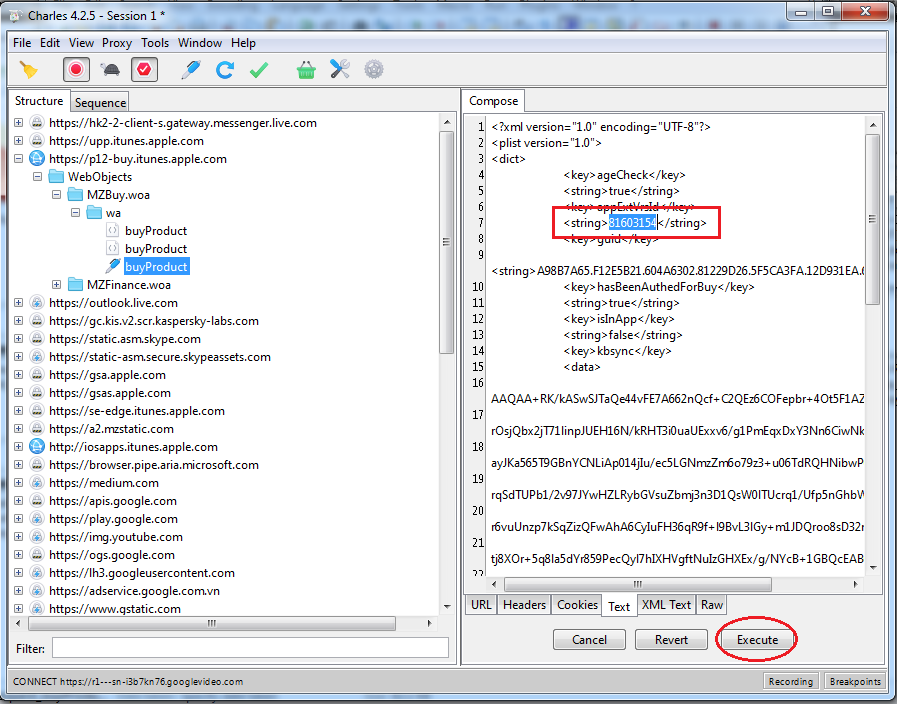 Charles 4.2.5 - Session 1 *
File Edit View Proxy Tools Window Help
Structure Sequence
https://hk2-2-client-s.gateway.messenger.live.com
https://upp.itunes.apple.com
https://p12-buy.itunes.apple.com
WebObjects
MZBuy.woa
wa
buyProduct
buyProduct
buyProduct
MZFinance.woa
https://outlook.live.com
https://gc.kis.v2.scr.kaspersky-labs.com
https://static.asm.skype.com
https://static-asm.secure.skypeassets.com
https://gsa.apple.com
https://gsas.apple.com
https://se-edge.itunes.apple.com
https://a2.mzstatic.com
http://iosapps.itunes.apple.com
https://browser.pipe.aria.microsoft.com
https://medium.com
https://apis.google.com
https://play.google.com
https://img.youtube.com
https://ogs.google.com
https://lh3.googleusercontent.com
https://adservice.google.com.vn
https://www.gstatic.com
Filter:
Compose
1 <?xml version="1.0" encoding="UTF-8"?>
2 <plist version="1.0">
3 <dict>
4 <key>ageCheck</key>
5 <string>true</string>
6 <key>appExtVrsId</key>
7 <string>81603154</string>
8 <key>guid</key>
9
<string>A98B7A65.F12E5B21.604A6302.81229D26.5F5CA3FA.12D931EA.
10 <key>hasBeenAuthedForBuy</key>
11 <string>true</string>
12 <key>isInApp</key>
13 <string>false</string>
14 <key>kbsync</key>
15 <data>
16
AAQAA+RK/kASwSJTaQe44vFE7A662nQcf+C2QEz6COFepbr+4Ot5F1AZ
17
rOsjQbx2jT71IinpJUEH16N/kRHT3i0uaUExxv6/g1PmEqxDxY3Nn6CiwNk
18
ayJKa565T9GBnYCNLiAp014jIu/ec5LGNmzZm6o79z3+u06TdRQHNibwP
19
rqSdTUPb1/2v97JYwHZLRybGVsuZbmj3n3D1QsW0ITUcrq1/Ufp5nGhbW
20
r6vuUnzp7kSqZizQFwAhA6CyIuFH36qR9f+I9BvL3IGy+m1JDQroo8sD32r
21
tj8XOr+5q8Ia5dYr859PecQyl7hIXHVgftNuIzGHXEx/g/NYcB+1GBQcEAB
22
URL Headers Cookies Text XML Text Raw
Cancel Revert Execute
CONNECT https://r1---sn-i3b7kn76.googlevideo.com Recording Breakpoints